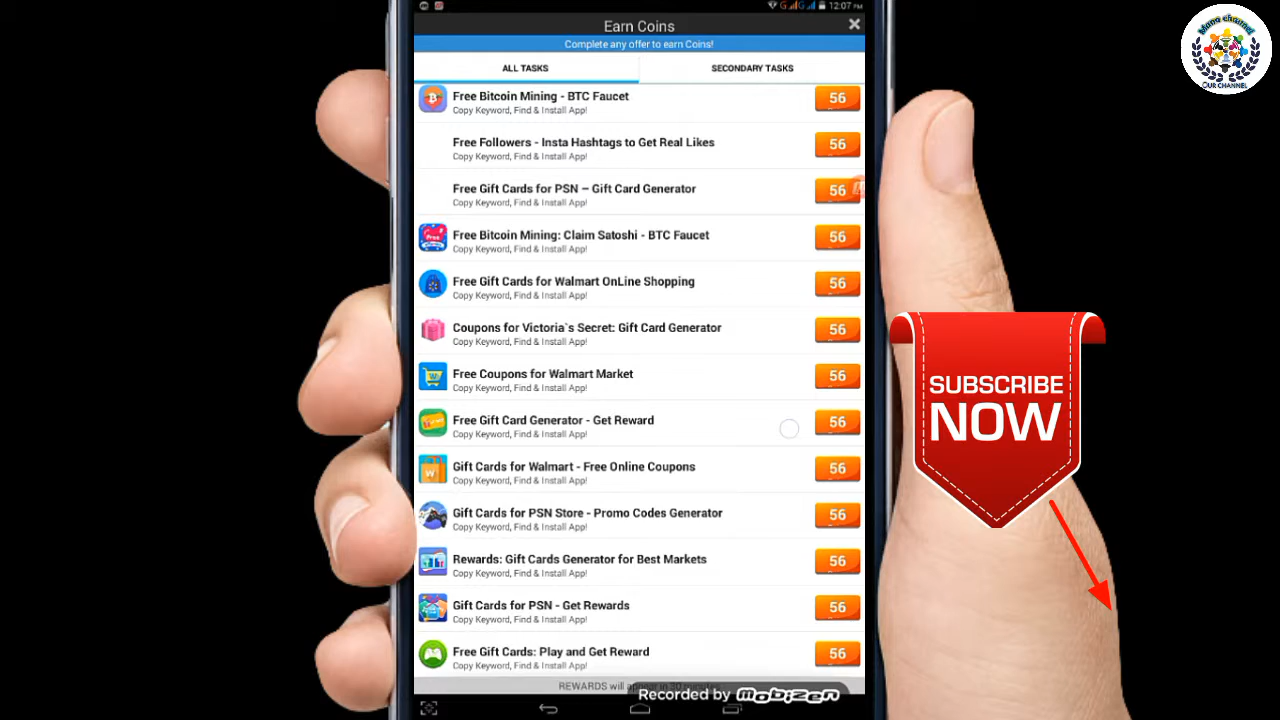 12:07 PM
Earn Coins
Complete any offer to earn Coins!
ALL TASKS
SECONDARY TASKS
Free Bitcoin Mining - BTC Faucet
Copy Keyword, Find & Install App!
56
Free Followers - Insta Hashtags to Get Real Likes
Copy Keyword, Find & Install App!
56
Free Gift Cards for PSN – Gift Card Generator
Copy Keyword, Find & Install App!
56
Free Bitcoin Mining: Claim Satoshi - BTC Faucet
Copy Keyword, Find & Install App!
56
Free Gift Cards for Walmart OnLine Shopping
Copy Keyword, Find & Install App!
56
Coupons for Victoria`s Secret: Gift Card Generator
Copy Keyword, Find & Install App!
56
Free Coupons for Walmart Market
Copy Keyword, Find & Install App!
56
Free Gift Card Generator - Get Reward
Copy Keyword, Find & Install App!
56
Gift Cards for Walmart - Free Online Coupons
Copy Keyword, Find & Install App!
56
Gift Cards for PSN Store - Promo Codes Generator
Copy Keyword, Find & Install App!
56
Rewards: Gift Cards Generator for Best Markets
Copy Keyword, Find & Install App!
56
Gift Cards for PSN - Get Rewards
Copy Keyword, Find & Install App!
56
Free Gift Cards: Play and Get Reward
Copy Keyword, Find & Install App!
56
REWARDS will
Recorded by mobizen
OUR CHANNEL
SUBSCRIBE
NOW